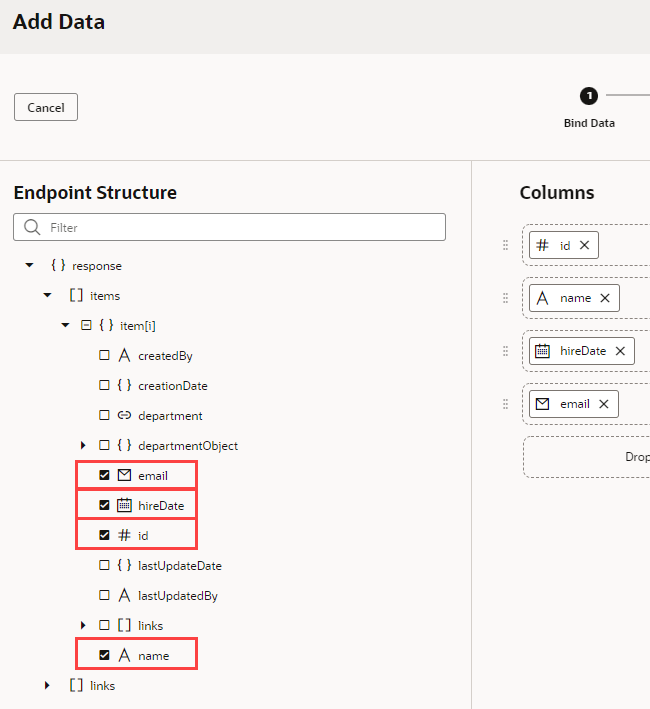 Add Data
Cancel
1
Bind Data
Endpoint Structure
Filter
{ } response
[ ] items
{ } item[i]
A createdBy
{ } creationDate
department
{ } departmentObject
email
hireDate
# id
{ } lastUpdateDate
A lastUpdatedBy
[ ] links
A name
[ ] links
Columns
# id
A name
hireDate
email
Drop